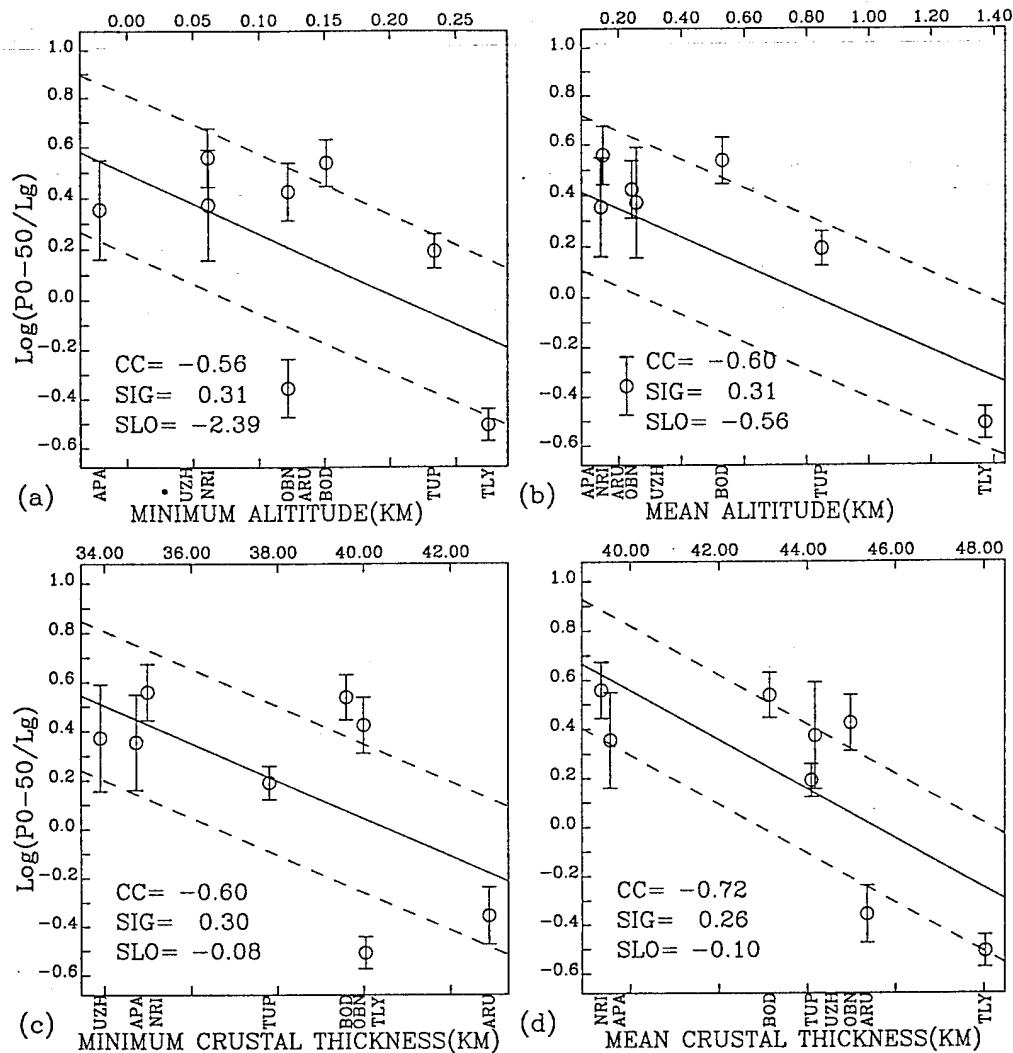 0.00 0.05 0.10 0.15 0.20 0.25
0.20 0.40 0.60 0.80 1.00 1.20 1.40
Log(P0-50/Lg)
1.0
0.8
0.6
0.4
0.2
0.0
-0.2
-0.4
-0.6
CC= -0.56
SIG= 0.31
SLO= -2.39
APA UZH NRI OBN ARU BOD TUP TLY
(a) MINIMUM ALITITUDE(KM)
1.0
0.8
0.6
0.4
0.2
0.0
-0.2
-0.4
-0.6
CC= -0.60
SIG= 0.31
SLO= -0.56
APA NRI ARU OBN UZH BOD TUP TLY
(b) MEAN ALITITUDE(KM)
34.00 36.00 38.00 40.00 42.00
40.00 42.00 44.00 46.00 48.00
Log(P0-50/Lg)
1.0
0.8
0.6
0.4
0.2
0.0
-0.2
-0.4
-0.6
CC= -0.60
SIG= 0.30
SLO= -0.08
UZH APA NRI TUP BOD OBN TLY ARU
(c) MINIMUM CRUSTAL THICKNESS(KM)
1.0
0.8
0.6
0.4
0.2
0.0
-0.2
-0.4
-0.6
CC= -0.72
SIG= 0.26
SLO= -0.10
NRI APA BOD TUP UZH OBN ARU TLY
(d) MEAN CRUSTAL THICKNESS(KM)